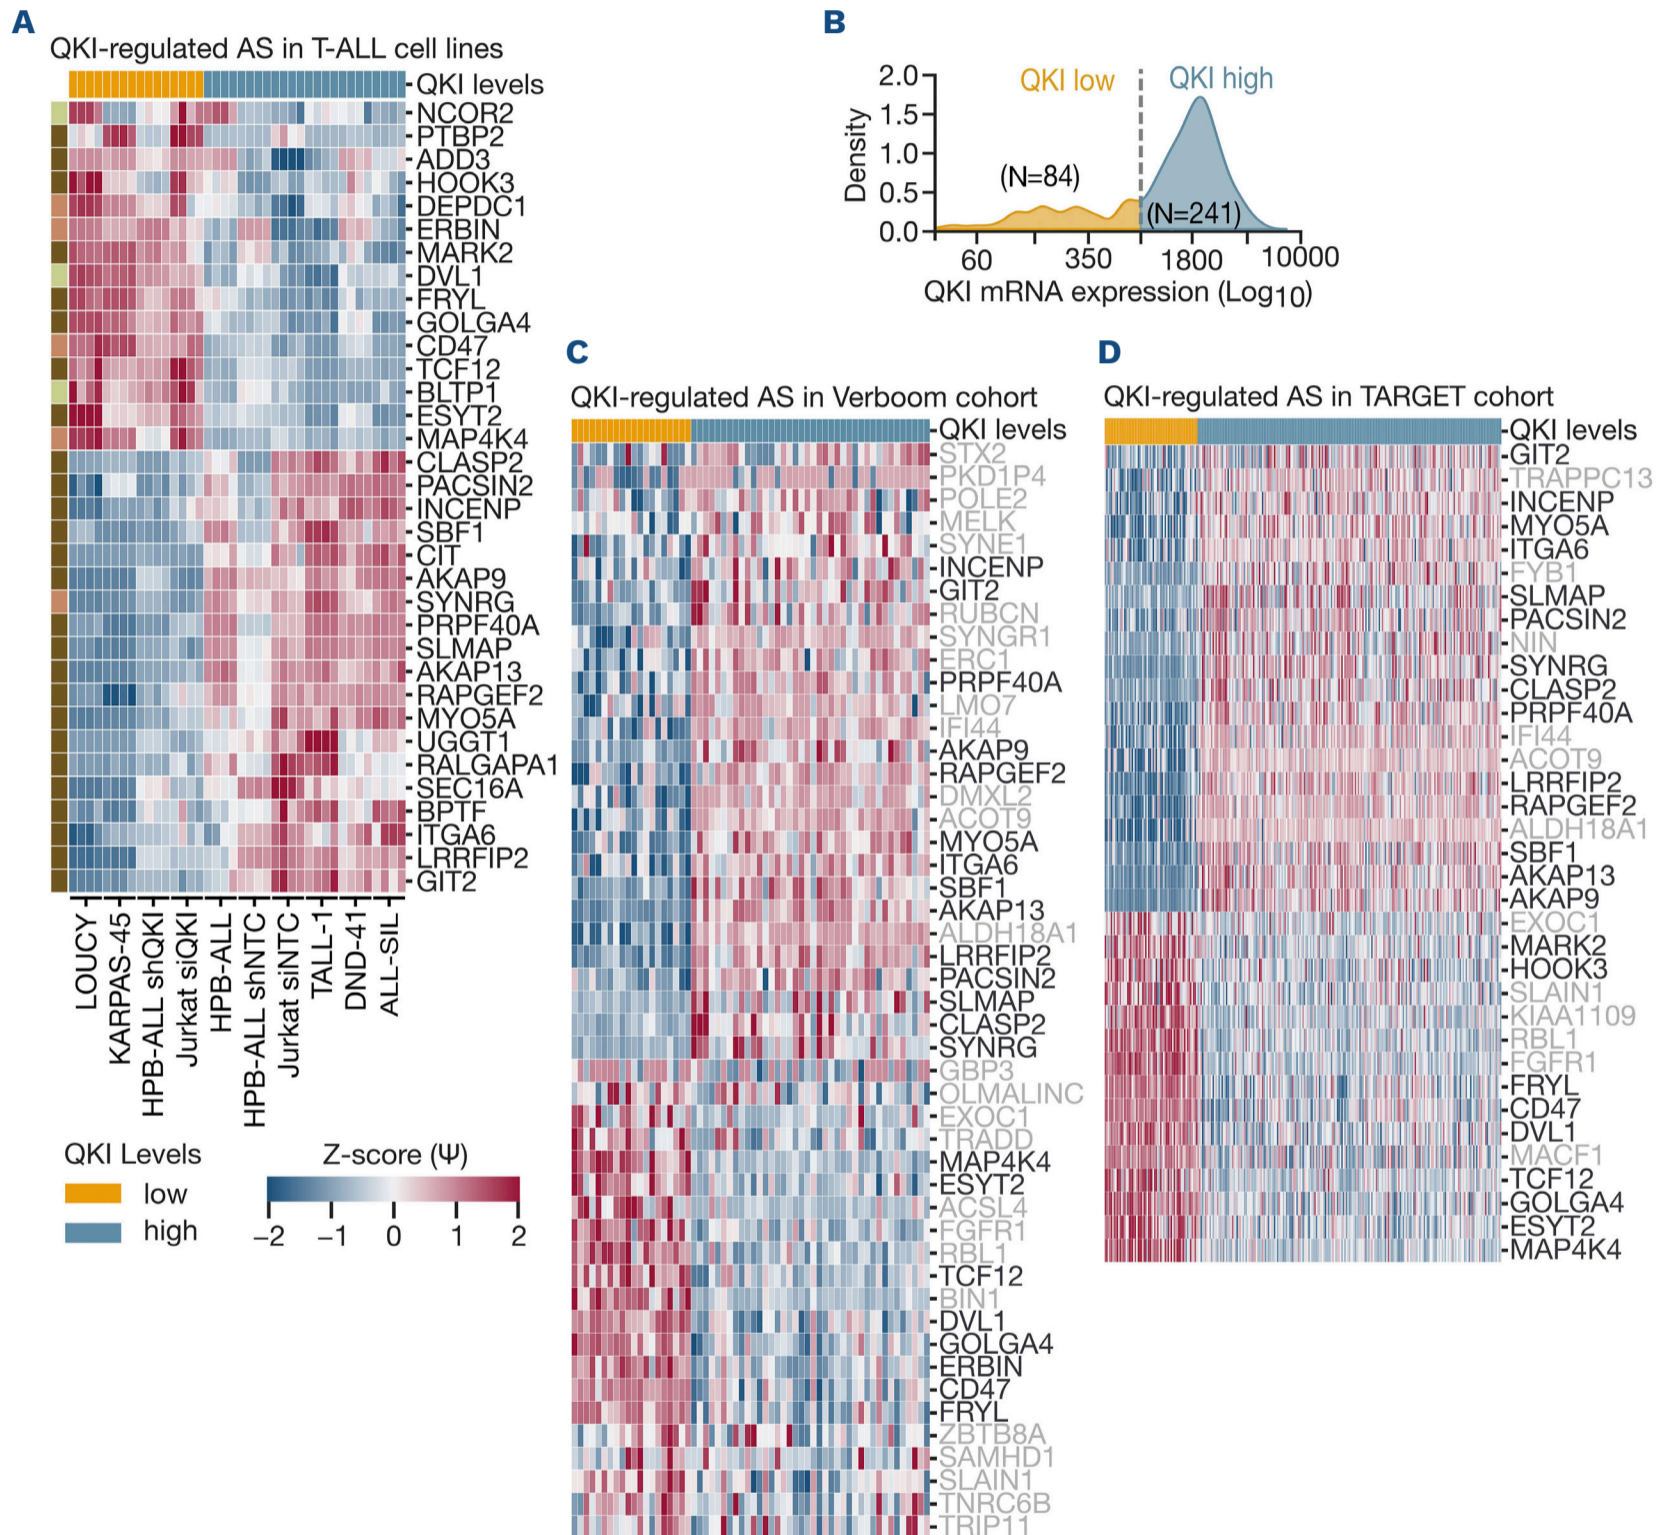 A
QKI-regulated AS in T-ALL cell lines
QKI levels
NCOR2
PTBP2
ADD3
HOOK3
DEPDC1
ERBIN
MARK2
DVL1
FRYL
GOLGA4
CD47
TCF12
BLTP1
ESYT2
MAP4K4
CLASP2
PACSIN2
INCENP
SBF1
CIT
AKAP9
SYNRG
PRPF40A
SLMAP
AKAP13
RAPGEF2
MYO5A
UGGT1
RALGAPA1
SEC16A
BPTF
ITGA6
LRRFIP2
GIT2
LOUCY
KARPAS-45
HPB-ALL shQKI
Jurkat siQKI
HPB-ALL
HPB-ALL shNTC
Jurkat siNTC
TALL-1
DND-41
ALL-SIL
QKI Levels
low
high
Z-score (Ψ)
−2 −1 0 1 2
B
QKI low QKI high
Density
2.0
1.5
1.0
0.5
0.0
(N=84)
(N=241)
60 350 1800 10000
QKI mRNA expression (Log10)
C
QKI-regulated AS in Verboom cohort
QKI levels
STX2
PKD1P4
POLE2
MELK
SYNE1
INCENP
GIT2
RUBCN
SYNGR1
ERC1
PRPF40A
LMO7
IFI44
AKAP9
RAPGEF2
DMXL2
ACOT9
MYO5A
ITGA6
SBF1
AKAP13
ALDH18A1
LRRFIP2
PACSIN2
SLMAP
CLASP2
SYNRG
GBP3
OLMALINC
EXOC1
TRADD
MAP4K4
ESYT2
ACSL4
FGFR1
RBL1
TCF12
BIN1
DVL1
GOLGA4
ERBIN
CD47
FRYL
ZBTB8A
SAMHD1
SLAIN1
TNRC6B
TRIP11
D
QKI-regulated AS in TARGET cohort
QKI levels
GIT2
TRAPPC13
INCENP
MYO5A
ITGA6
FYB1
SLMAP
PACSIN2
NIN
SYNRG
CLASP2
PRPF40A
IFI44
ACOT9
LRRFIP2
RAPGEF2
ALDH18A1
SBF1
AKAP13
AKAP9
EXOC1
MARK2
HOOK3
SLAIN1
KIAA1109
RBL1
FGFR1
FRYL
CD47
DVL1
MACF1
TCF12
GOLGA4
ESYT2
MAP4K4